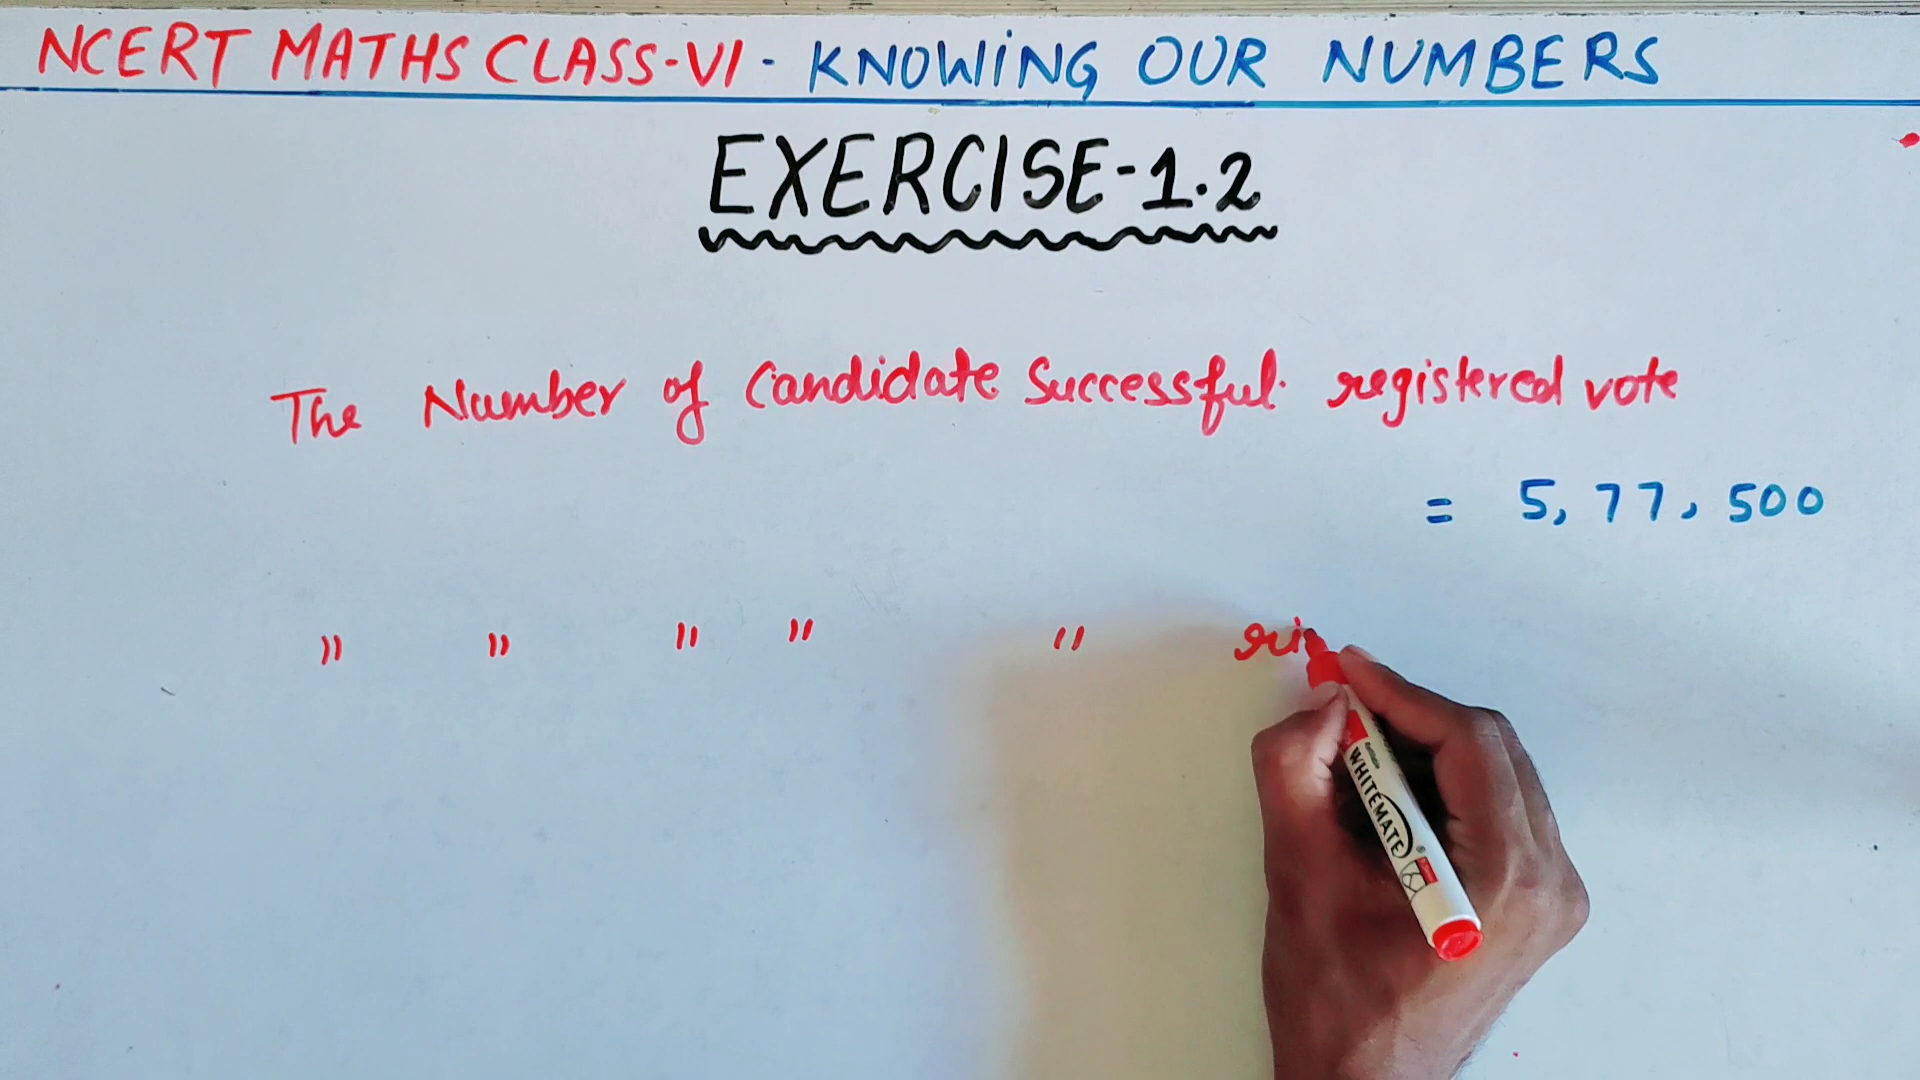 NCERT MATHS CLASS-VI - KNOWING OUR NUMBERS
EXERCISE-1.2
The Number of Candidate Successful registered vote
= 5,77,500
" " " " " ri
WHITEMATE